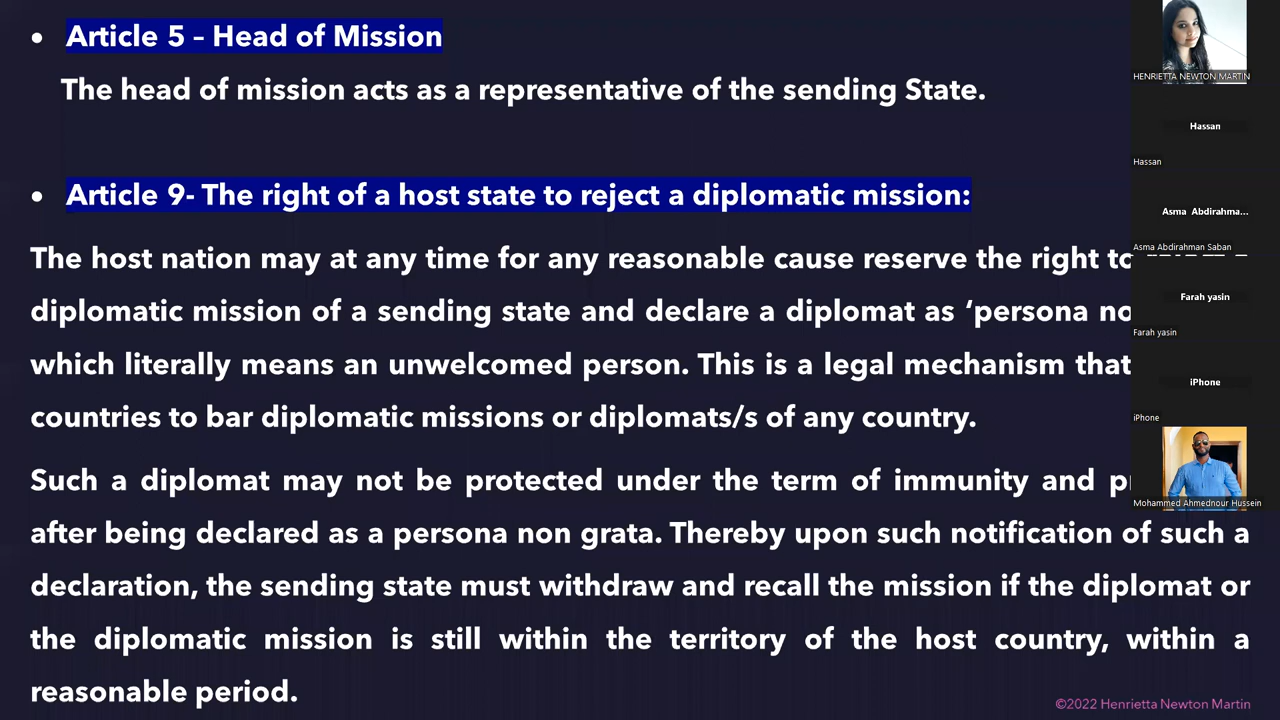 • Article 5 – Head of Mission
The head of mission acts as a representative of the sending State.
• Article 9- The right of a host state to reject a diplomatic mission:
The host nation may at any time for any reasonable cause reserve the right to
diplomatic mission of a sending state and declare a diplomat as ‘persona
which literally means an unwelcomed person. This is a legal mechanism that
countries to bar diplomatic missions or diplomats/s of any country.
Such a diplomat may not be protected under the term of immunity and
after being declared as a persona non grata. Thereby upon such notification of such a
declaration, the sending state must withdraw and recall the mission if the diplomat or
the diplomatic mission is still within the territory of the host country, within a
reasonable period.
©2022 Henrietta Newton Martin
HENRIETTA NEWTON MARTIN
Hassan
Hassan
Asma Abdirahma...
Asma Abdirahman Saban
Farah yasin
Farah yasin
iPhone
iPhone
Mohammed Ahmednour Hussein